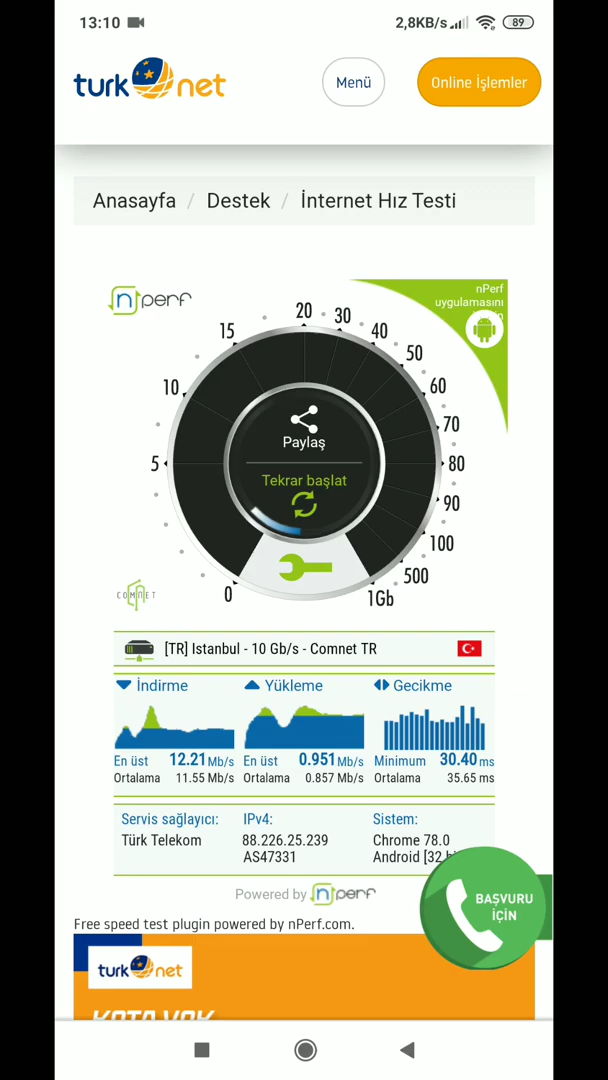 13:10
2,8KB/s
89
turk net
Menü
Online İşlemler
Anasayfa / Destek / İnternet Hız Testi
nPerf
nPerf
uygulamasını
0
5
10
15
20
30
40
50
60
70
80
90
100
500
1Gb
Paylaş
Tekrar başlat
COMNET
[TR] Istanbul - 10 Gb/s - Comnet TR
İndirme
Yükleme
Gecikme
En üst 12.21 Mb/s
En üst 0.951 Mb/s
Minimum 30.40 ms
Ortalama 11.55 Mb/s
Ortalama 0.857 Mb/s
Ortalama 35.65 ms
Servis sağlayıcı:
Türk Telekom
IPv4:
88.226.25.239
AS47331
Sistem:
Chrome 78.0
Android [32
BAŞVURU
İÇİN
Powered by nPerf
Free speed test plugin powered by nPerf.com.
turk net
KOTA YOK